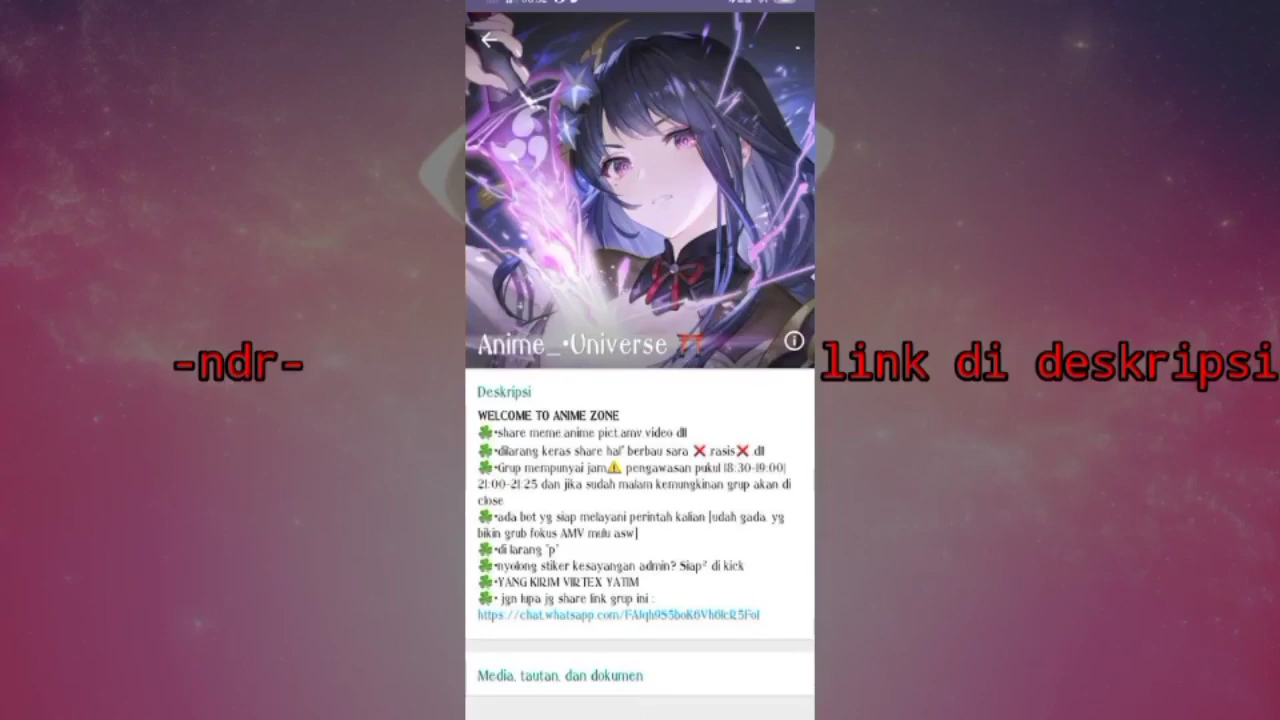 Anime_•Universe ⛩️
-ndr-
link di deskripsi
Deskripsi
WELCOME TO ANIME ZONE
🍀•share meme,anime pict,amv,video dll
🍀•dilarang keras share hal" berbau sara ❌ rasis❌ dll
🍀•Grup mempunyai jam⚠️ pengawasan pukul 18:30-19:00|
21:00-21:25 dan jika sudah malam kemungkinan grup akan di
close
🍀•ada bot yg siap melayani perintah kalian [udah gada, yg
bikin grub fokus AMV mulu asw]
🍀•di larang "p"
🍀•nyolong stiker kesayangan admin? Siap² di kick
🍀•YANG KIRIM VIRTEX YATIM
🍀• jgn lupa jg share link grup ini :
Media, tautan, dan dokumen